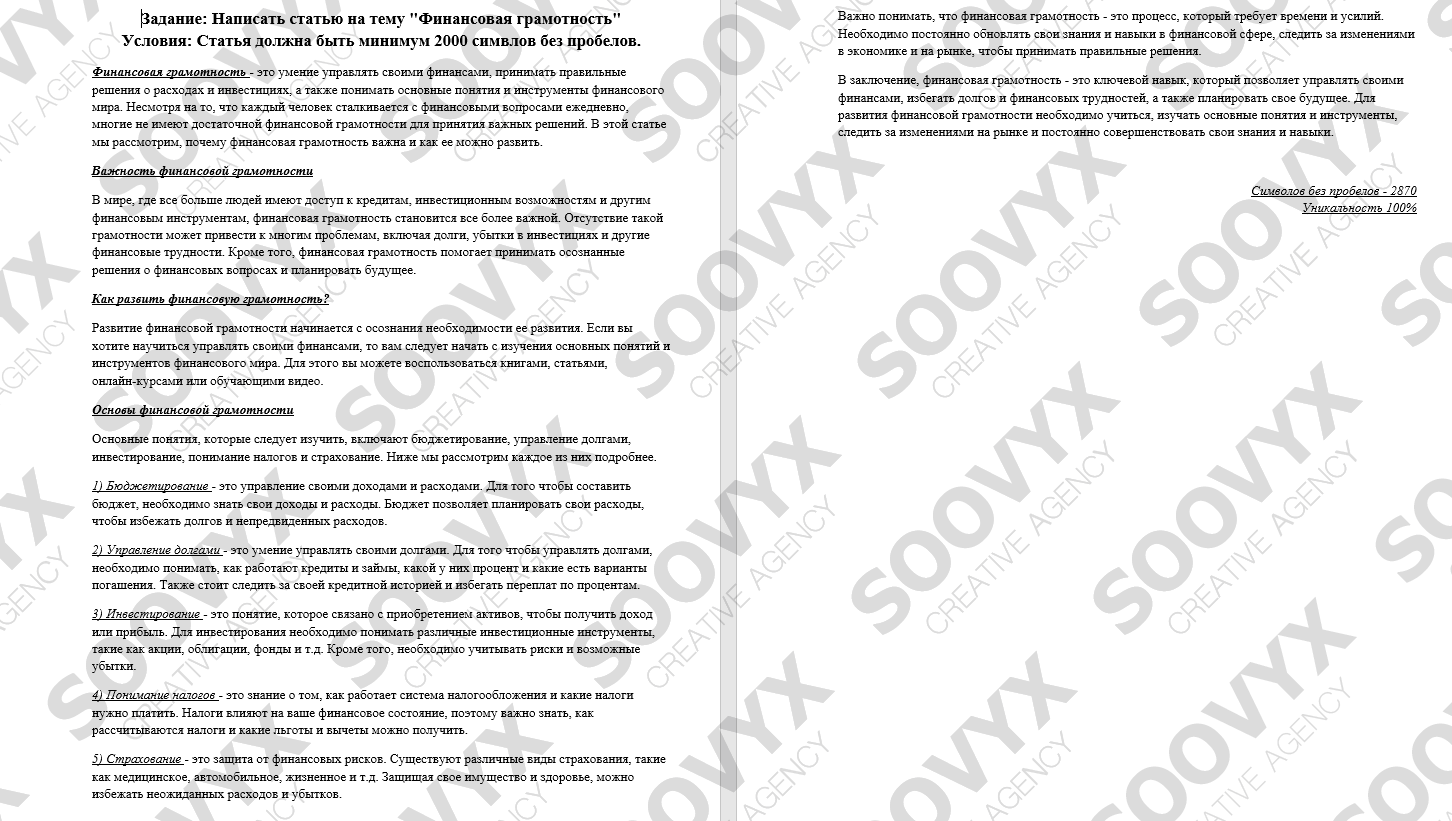 Задание: Написать статью на тему "Финансовая грамотность"
Условия: Статья должна быть минимум 2000 симвлов без пробелов.
Финансовая грамотность - это умение управлять своими финансами, принимать правильные
решения о расходах и инвестициях, а также понимать основные понятия и инструменты финансового
мира. Несмотря на то, что каждый человек сталкивается с финансовыми вопросами ежедневно,
многие не имеют достаточной финансовой грамотности для принятия важных решений. В этой статье
мы рассмотрим, почему финансовая грамотность важна и как ее можно развить.
Важность финансовой грамотности
В мире, где все больше людей имеют доступ к кредитам, инвестиционным возможностям и другим
финансовым инструментам, финансовая грамотность становится все более важной. Отсутствие такой
грамотности может привести к многим проблемам, включая долги, убытки в инвестициях и другие
финансовые трудности. Кроме того, финансовая грамотность помогает принимать осознанные
решения о финансовых вопросах и планировать будущее.
Как развить финансовую грамотность?
Развитие финансовой грамотности начинается с осознания необходимости ее развития. Если вы
хотите научиться управлять своими финансами, то вам следует начать с изучения основных понятий и
инструментов финансового мира. Для этого вы можете воспользоваться книгами, статьями,
онлайн-курсами или обучающими видео.
Основы финансовой грамотности
Основные понятия, которые следует изучить, включают бюджетирование, управление долгами,
инвестирование, понимание налогов и страхование. Ниже мы рассмотрим каждое из них подробнее.
1) Бюджетирование - это управление своими доходами и расходами. Для того чтобы составить
бюджет, необходимо знать свои доходы и расходы. Бюджет позволяет планировать свои расходы,
чтобы избежать долгов и непредвиденных расходов.
2) Управление долгами - это умение управлять своими долгами. Для того чтобы управлять долгами,
необходимо понимать, как работают кредиты и займы, какой у них процент и какие есть варианты
погашения. Также стоит следить за своей кредитной историей и избегать переплат по процентам.
3) Инвестирование - это понятие, которое связано с приобретением активов, чтобы получить доход
или прибыль. Для инвестирования необходимо понимать различные инвестиционные инструменты,
такие как акции, облигации, фонды и т.д. Кроме того, необходимо учитывать риски и возможные
убытки.
4) Понимание налогов - это знание о том, как работает система налогообложения и какие налоги
нужно платить. Налоги влияют на ваше финансовое состояние, поэтому важно знать, как
рассчитываются налоги и какие льготы и вычеты можно получить.
5) Страхование - это защита от финансовых рисков. Существуют различные виды страхования, такие
как медицинское, автомобильное, жизненное и т.д. Защищая свое имущество и здоровье, можно
избежать неожиданных расходов и убытков.
Важно понимать, что финансовая грамотность - это процесс, который требует времени и усилий.
Необходимо постоянно обновлять свои знания и навыки в финансовой сфере, следить за изменениями
в экономике и на рынке, чтобы принимать правильные решения.
В заключение, финансовая грамотность - это ключевой навык, который позволяет управлять своими
финансами, избегать долгов и финансовых трудностей, а также планировать свое будущее. Для
развития финансовой грамотности необходимо учиться, изучать основные понятия и инструменты,
следить за изменениями на рынке и постоянно совершенствовать свои знания и навыки.
Символов без пробелов - 2870
Уникальность 100%
SOOVYX
CREATIVE AGENCY